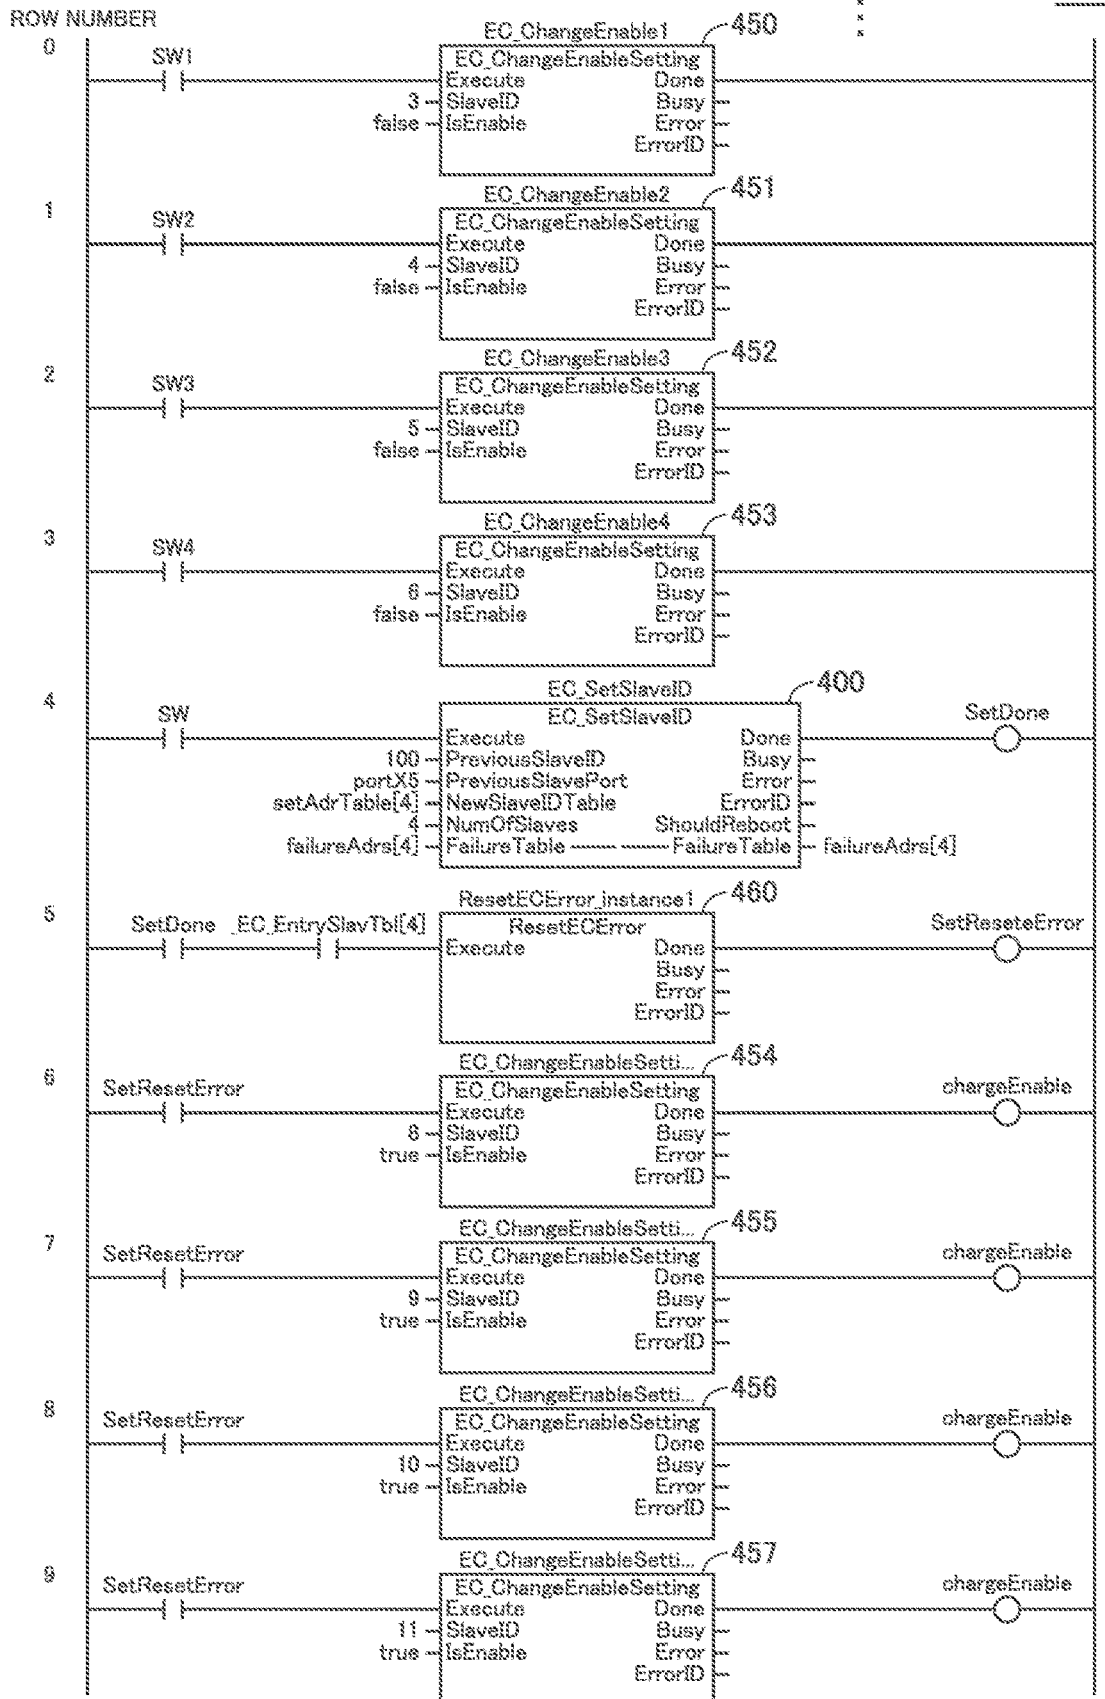 ROW NUMBER
0
SW1
EC_ChangeEnable1
450
EC_ChangeEnableSetting
Execute Done
3 SlaveID Busy
false IsEnable Error
ErrorID
1
SW2
EC_ChangeEnable2
451
EC_ChangeEnableSetting
Execute Done
4 SlaveID Busy
false IsEnable Error
ErrorID
2
SW3
EC_ChangeEnable3
452
EC_ChangeEnableSetting
Execute Done
5 SlaveID Busy
false IsEnable Error
ErrorID
3
SW4
EC_ChangeEnable4
453
EC_ChangeEnableSetting
Execute Done
6 SlaveID Busy
false IsEnable Error
ErrorID
4
SW
EC_SetSlaveID
400
EC_SetSlaveID
SetDone
Execute Done
100 PreviousSlaveID Busy
portX5 PreviousSlavePort Error
setAdrTable[4] NewSlaveIDTable ErrorID
4 NumOfSlaves ShouldReboot
failureAdrs[4] FailureTable FailureTable failureAdrs[4]
5
SetDone _EC_EntrySlavTbl[4]
ResetECError_instance1
460
ResetECError
SetReseteError
Execute Done
Busy
Error
ErrorID
6
SetResetError
EC_ChangeEnableSetti...
454
EC_ChangeEnableSetting
chargeEnable
Execute Done
8 SlaveID Busy
true IsEnable Error
ErrorID
7
SetResetError
EC_ChangeEnableSetti...
455
EC_ChangeEnableSetting
chargeEnable
Execute Done
9 SlaveID Busy
true IsEnable Error
ErrorID
8
SetResetError
EC_ChangeEnableSetti...
456
EC_ChangeEnableSetting
chargeEnable
Execute Done
10 SlaveID Busy
true IsEnable Error
ErrorID
9
SetResetError
EC_ChangeEnableSetti...
457
EC_ChangeEnableSetting
chargeEnable
Execute Done
11 SlaveID Busy
true IsEnable Error
ErrorID